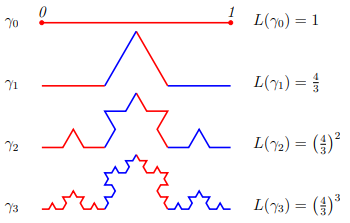 0 1
γ₀ L(γ₀) = 1
γ₁ L(γ₁) = 4/3
γ₂ L(γ₂) = (4/3)²
γ₃ L(γ₃) = (4/3)³